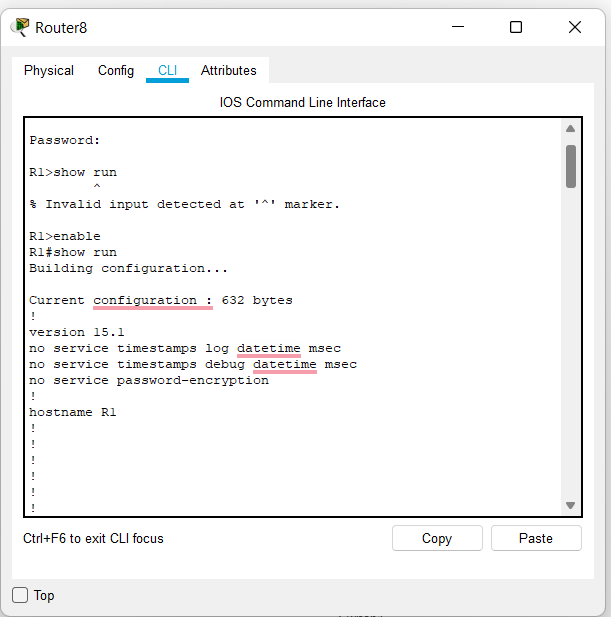 Router8
Physical Config CLI Attributes
IOS Command Line Interface
Password:
R1>show run
^
% Invalid input detected at '^' marker.
R1>enable
R1#show run
Building configuration...
Current configuration : 632 bytes
!
version 15.1
no service timestamps log datetime msec
no service timestamps debug datetime msec
no service password-encryption
!
hostname R1
!
!
!
!
!
!
Ctrl+F6 to exit CLI focus
Copy Paste
Top